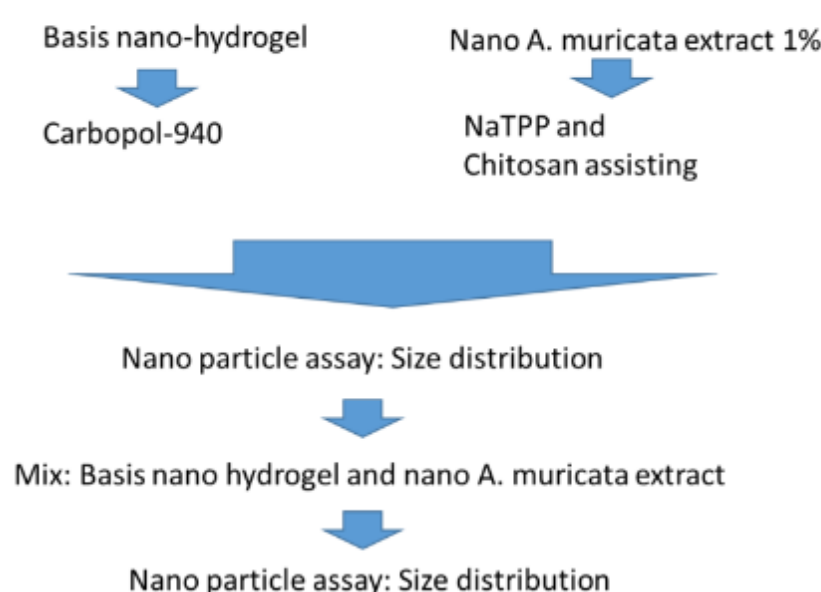 Basis nano-hydrogel
Carbopol-940
Nano A. muricata extract 1%
NaTPP and
Chitosan assisting
Nano particle assay: Size distribution
Mix: Basis nano hydrogel and nano A. muricata extract
Nano particle assay: Size distribution